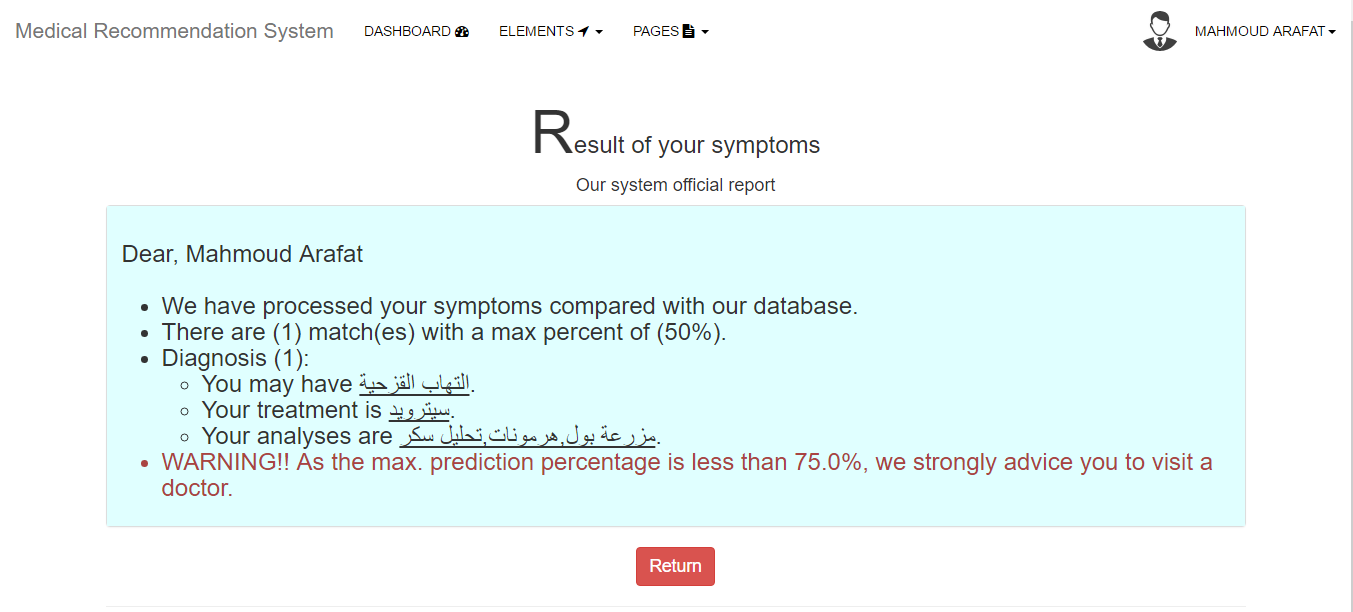 Medical Recommendation System DASHBOARD ELEMENTS PAGES MAHMOUD ARAFAT
Result of your symptoms
Our system official report
Dear, Mahmoud Arafat
We have processed your symptoms compared with our database.
There are (1) match(es) with a max percent of (50%).
Diagnosis (1):
You may have التهاب القزحية.
Your treatment is سيترويد.
Your analyses are مزرعة بول,هرمونات,تحليل سكر.
WARNING!! As the max. prediction percentage is less than 75.0%, we strongly advice you to visit a
doctor.
Return